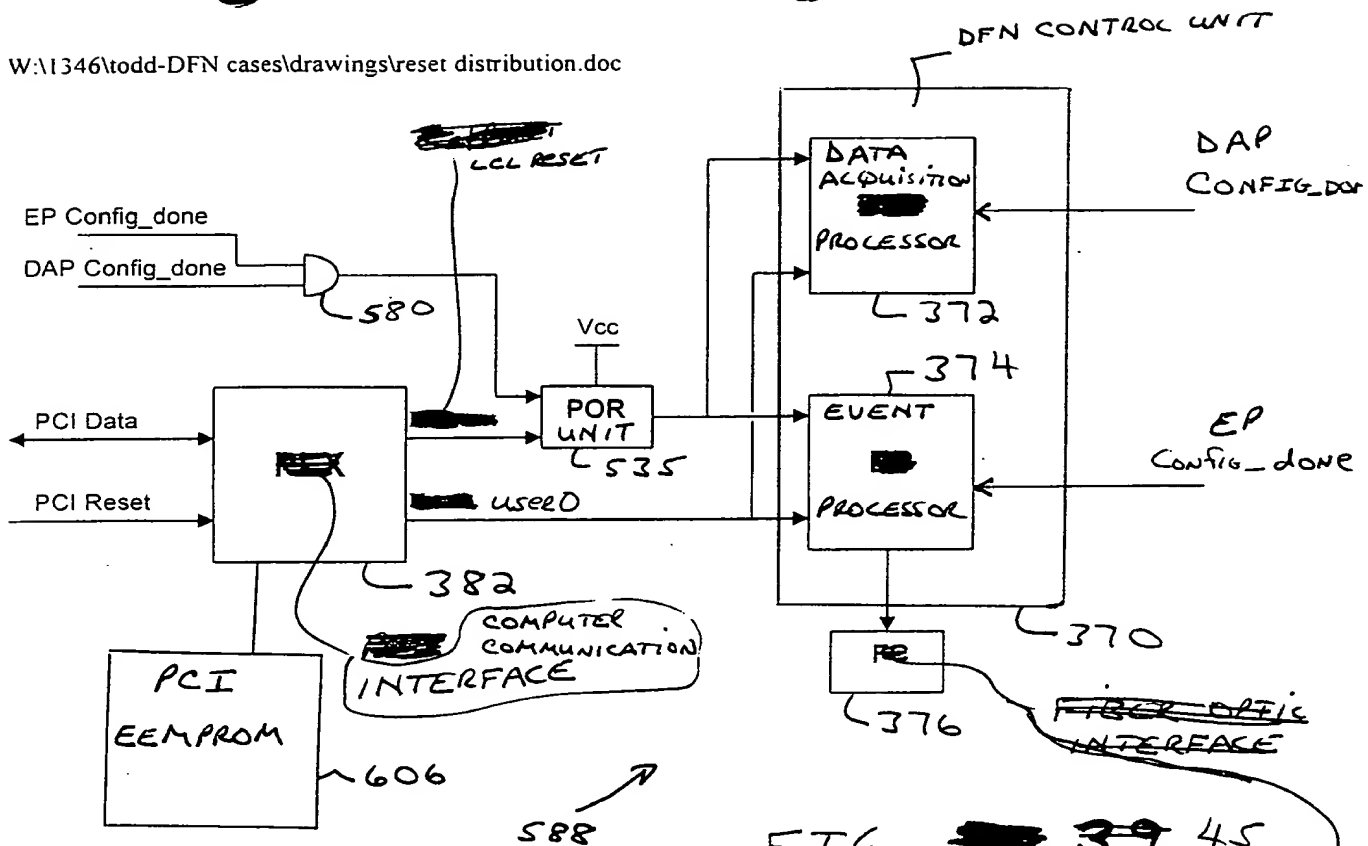 DFN CONTROL UNIT
W:\1346\todd-DFN cases\drawings\reset distribution.doc
LCL RESET
DATA
ACQUISITION
PROCESSOR
DAP
CONFIG_DON
EP Config_done
DAP Config_done
580
372
Vcc
374
PCI Data
POR
UNIT
535
EVENT
PROCESSOR
EP
Config_done
PCI Reset
USER0
382
COMPUTER
COMMUNICATION
INTERFACE
370
PCI
EEMPROM
376
FIBER OPTIC
INTERFACE
606
588
FIG 39 45